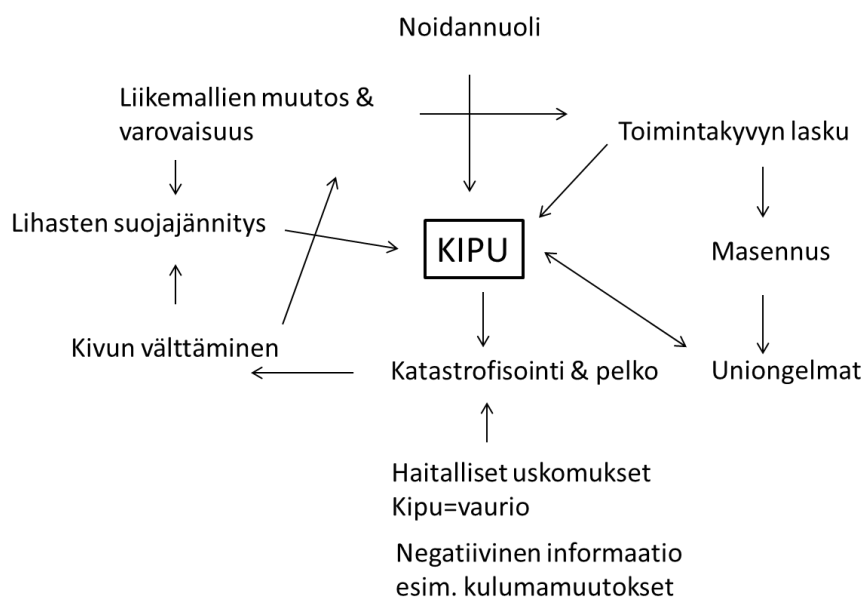 Noidannuoli
Liikemallien muutos &
varovaisuus
Toimintakyvyn lasku
Lihasten suojajännitys
KIPU
Masennus
Kivun välttäminen
Katastrofisointi & pelko
Uniongelmat
Haitalliset uskomukset
Kipu=vaurio
Negatiivinen informaatio
esim. kulumamuutokset